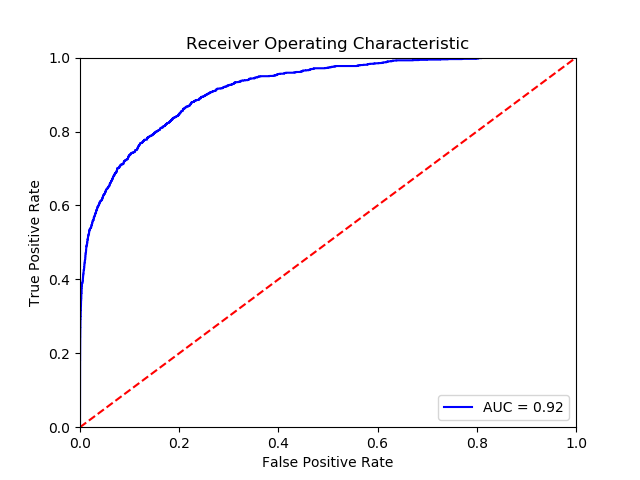 Receiver Operating Characteristic
1.0
0.8
0.6
0.4
0.2
0.0
True Positive Rate
AUC = 0.92
0.0 0.2 0.4 0.6 0.8 1.0
False Positive Rate